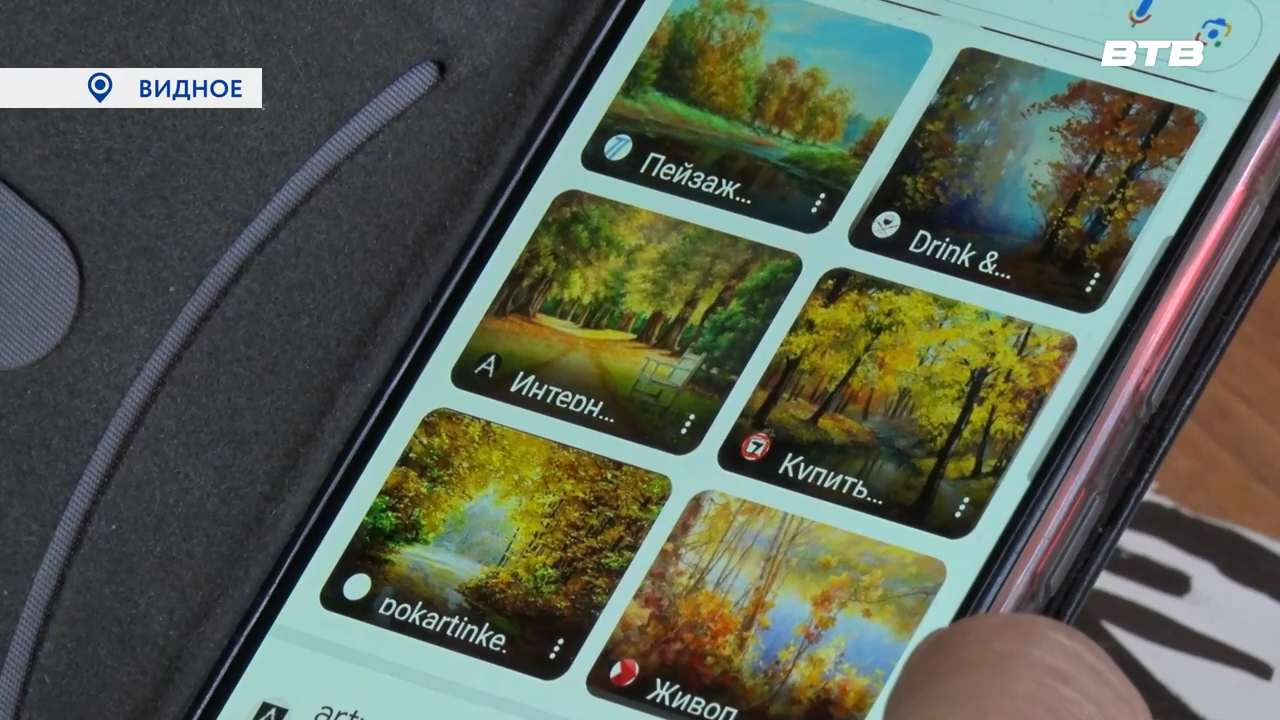 ВТВ
ВИДНОЕ
Пейзаж...
Drink &...
Интерн...
Купить...
pokartinke.
Живоп